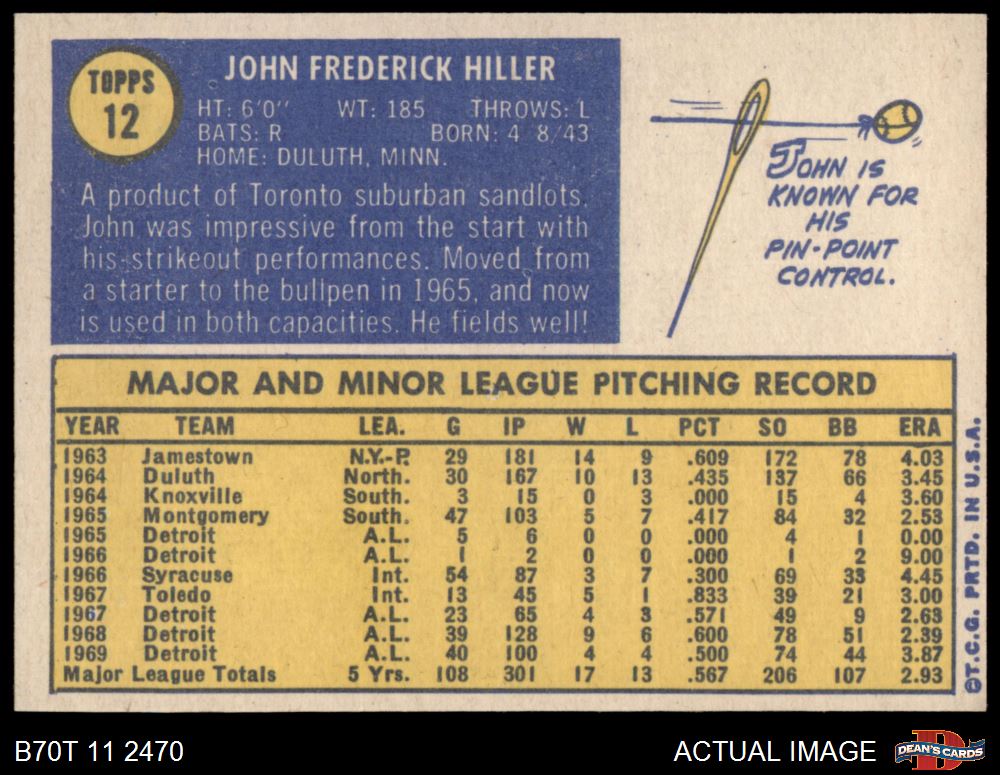 TOPPS
12
JOHN FREDERICK HILLER
HT: 6'0'' WT: 185 THROWS: L
BATS: R BORN: 4 8/43
HOME: DULUTH, MINN.
A product of Toronto suburban sandlots,
John was impressive from the start with
his strikeout performances. Moved from
a starter to the bullpen in 1965, and now
is used in both capacities. He fields well!
JOHN IS
KNOWN FOR
HIS
PIN-POINT
CONTROL.
MAJOR AND MINOR LEAGUE PITCHING RECORD
YEAR TEAM LEA. G IP W L PCT SO BB ERA
1963 Jamestown N.Y.-P. 29 181 14 9 .609 172 78 4.03
1964 Duluth North. 30 167 10 13 .435 137 66 3.45
1964 Knoxville South. 3 15 0 3 .000 15 4 3.60
1965 Montgomery South. 47 103 5 7 .417 84 32 2.53
1965 Detroit A.L. 5 6 0 0 .000 4 1 0.00
1966 Detroit A.L. 1 2 0 0 .000 1 2 9.00
1966 Syracuse Int. 54 87 3 7 .300 69 33 4.45
1967 Toledo Int. 13 45 5 1 .833 39 21 3.00
1967 Detroit A.L. 23 65 4 3 .571 49 9 2.63
1968 Detroit A.L. 39 128 9 6 .600 78 51 2.39
1969 Detroit A.L. 40 100 4 4 .500 74 44 3.87
Major League Totals 5 Yrs. 108 301 17 13 .567 206 107 2.93
©T.C.G. PRTD. IN U.S.A.
B70T 11 2470
ACTUAL IMAGE
DEAN'S CARDS